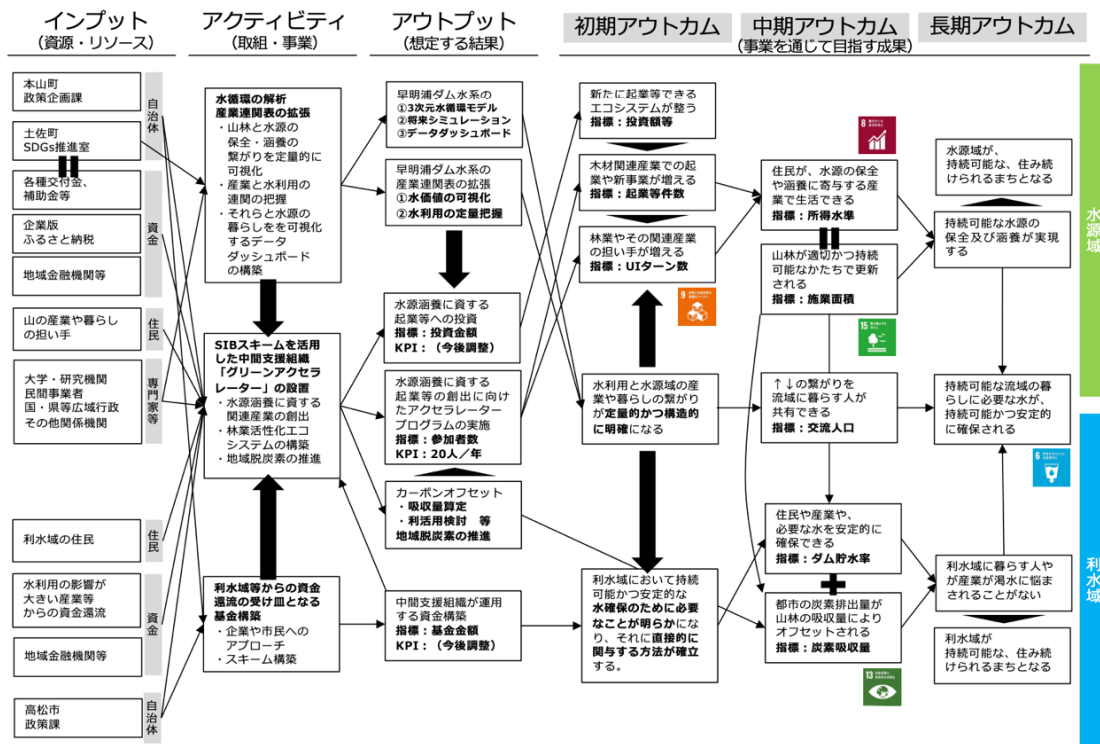 インプット
(資源・リソース)
アクティビティ
(取組・事業)
アウトプット
(想定する結果)
初期アウトカム
中期アウトカム
(事業を通じて目指す成果)
長期アウトカム
本山町
政策企画課
土佐町
SDGs推進室
自治体
各種交付金、
補助金等
企業版
ふるさと納税
地域金融機関等
資金
山の産業や暮らし
の担い手
住民
大学・研究機関
民間事業者
国・県等広域行政
その他関係機関
専門家等
利水域の住民
住民
水利用の影響が
大きい産業等
からの資金還流
地域金融機関等
資金
高松市
政策課
自治体
水循環の解析
産業連関表の拡張
・山林と水源の
保全・涵養の
繋がりを定量的に
可視化
・産業と水利用の
連関の把握
・それらと水源の
暮らしをを可視化
するデータ
ダッシュボード
の構築
SIBスキームを活用
した中間支援組織
「グリーンアクセラ
レーター」の設置
・水源涵養に資する
関連産業の創出
・林業活性化エコ
システムの構築
・地域脱炭素の推進
利水域等からの資金
還流の受け皿となる
基金構築
・企業や市民への
アプローチ
・スキーム構築
早明浦ダム水系の
①3次元水循環モデル
②将来シミュレーション
③データダッシュボード
早明浦ダム水系の
産業連関表の拡張
①水価値の可視化
②水利用の定量把握
水源涵養に資する
起業等への投資
指標：投資金額
KPI：（今後調整）
水源涵養に資する
起業等の創出に向け
たアクセラレーター
プログラムの実施
指標：参加者数
KPI：20人／年
カーボンオフセット
・吸収量算定
・利活用検討　等
地域脱炭素の推進
中間支援組織が運用
する資金構築
指標：基金金額
KPI：（今後調整）
新たに起業等できる
エコシステムが整う
指標：投資額等
木材関連産業での起
業や新事業が増える
指標：起業等件数
林業やその関連産業
の担い手が増える
指標：UIターン数
9
水利用と水源域の産
業や暮らしの繋がり
が定量的かつ構造的
に明確になる
利水域において持続
可能かつ安定的な
水確保のために必要
なことが明らかにな
り、それに直接的に
関与する方法が確立
する。
8
住民が、水源の保全
や涵養に寄与する産
業で生活できる
指標：所得水準
山林が適切かつ持続
可能なかたちで更新
される
指標：施業面積
15
↑↓の繋がりを
流域に暮らす人が
共有できる
指標：交流人口
住民や産業や、
必要な水を安定的に
確保できる
指標：ダム貯水率
都市の炭素排出量が
山林の吸収量により
オフセットされる
指標：炭素吸収量
13
水源域が、
持続可能な、住み続
けられるまちとなる
持続可能な水源の
保全及び涵養が実現
する
持続可能な流域の暮
らしに必要な水が、
持続可能かつ安定的
に確保される
6
利水域に暮らす人や
が産業が渇水に悩ま
されることがない
利水域が
持続可能な、住み続
けられるまちとなる
水源域
利水域